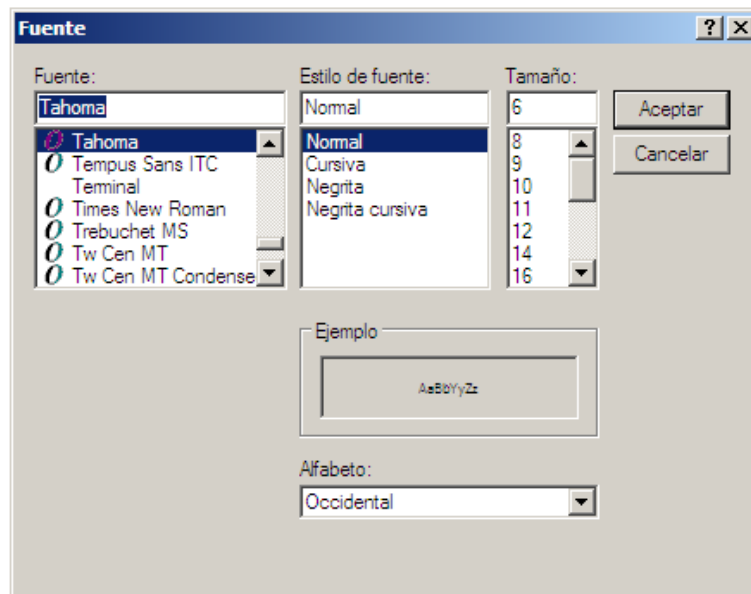 Fuente
Fuente:
Tahoma
Tahoma
Tempus Sans ITC
Terminal
Times New Roman
Trebuchet MS
Tw Cen MT
Tw Cen MT Condense
Estilo de fuente:
Normal
Normal
Cursiva
Negrita
Negrita cursiva
Tamaño:
6
8
9
10
11
12
14
16
Aceptar
Cancelar
Ejemplo
AaBbYyZz
Alfabeto:
Occidental